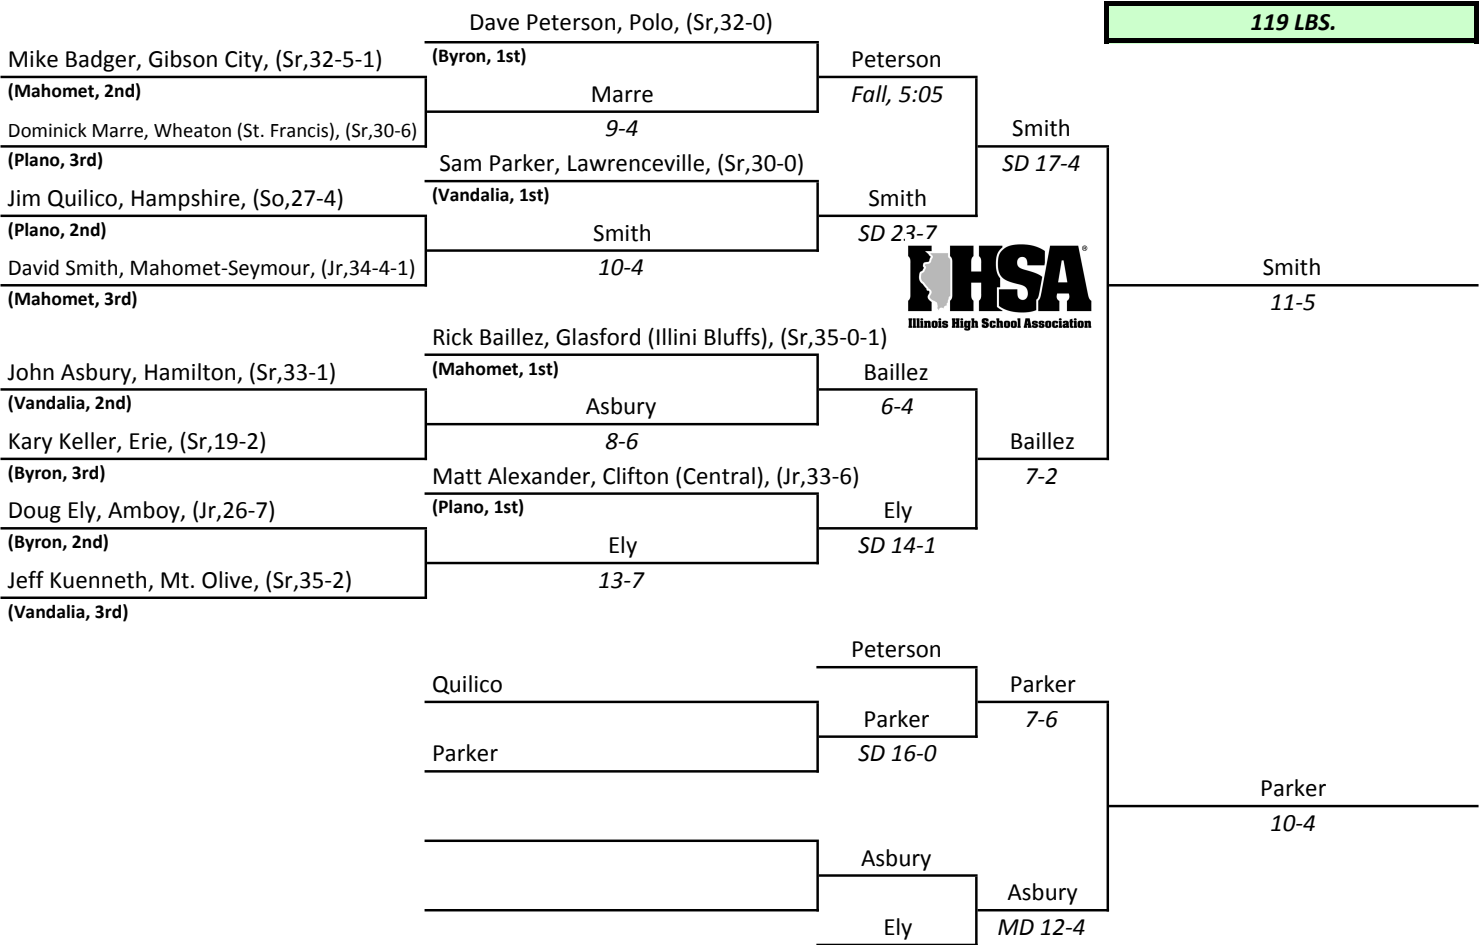 Dave Peterson, Polo, (Sr,32-0)
119 LBS.
Mike Badger, Gibson City, (Sr,32-5-1)
(Byron, 1st)
Peterson
(Mahomet, 2nd)
Marre
Fall, 5:05
Dominick Marre, Wheaton (St. Francis), (Sr,30-6)
9-4
Smith
(Plano, 3rd)
Sam Parker, Lawrenceville, (Sr,30-0)
SD 17-4
Jim Quilico, Hampshire, (So,27-4)
(Vandalia, 1st)
Smith
(Plano, 2nd)
Smith
SD 23-7
David Smith, Mahomet-Seymour, (Jr,34-4-1)
10-4
IHSA®
Smith
(Mahomet, 3rd)
11-5
Illinois High School Association
Rick Baillez, Glasford (Illini Bluffs), (Sr,35-0-1)
John Asbury, Hamilton, (Sr,33-1)
(Mahomet, 1st)
Baillez
(Vandalia, 2nd)
Asbury
6-4
Kary Keller, Erie, (Sr,19-2)
8-6
Baillez
(Byron, 3rd)
Matt Alexander, Clifton (Central), (Jr,33-6)
7-2
Doug Ely, Amboy, (Jr,26-7)
(Plano, 1st)
Ely
(Byron, 2nd)
Ely
SD 14-1
Jeff Kuenneth, Mt. Olive, (Sr,35-2)
13-7
(Vandalia, 3rd)
Peterson
Quilico
Parker
Parker
7-6
Parker
SD 16-0
Parker
10-4
Asbury
Asbury
Ely
MD 12-4